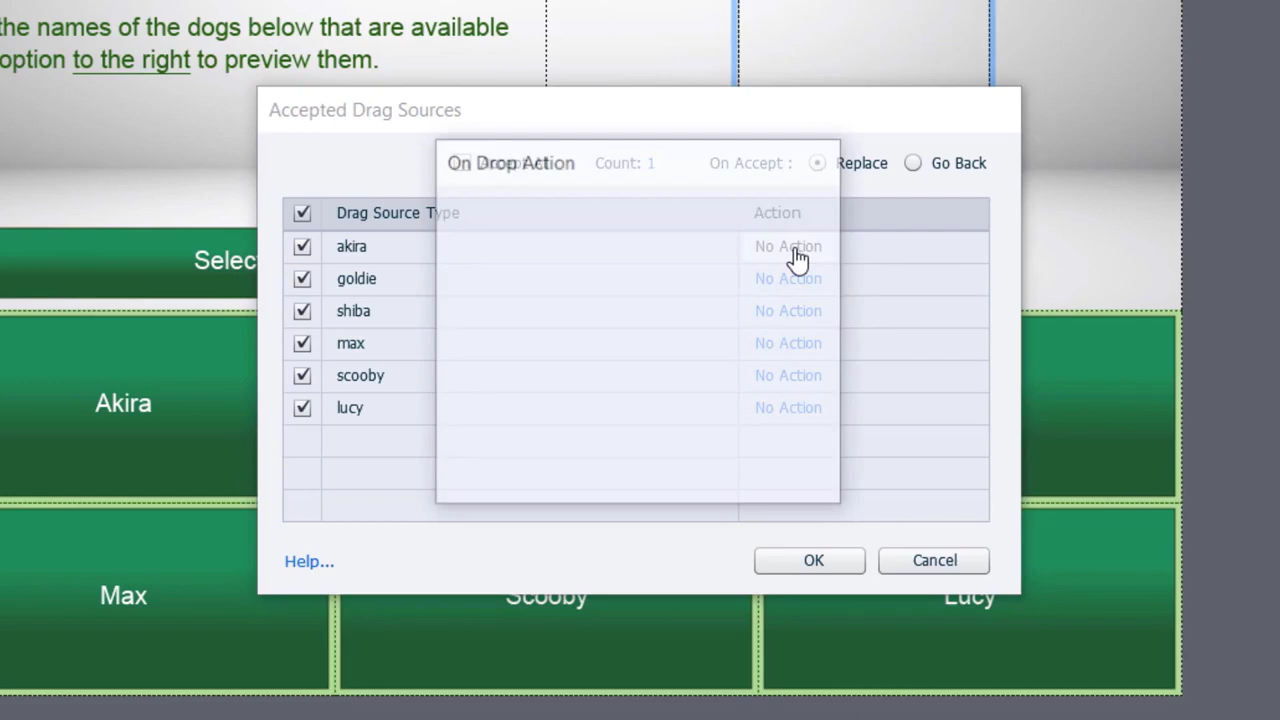 the names of the dogs below that are available
option to the right to preview them.
Accepted Drag Sources
On Drop Action
Count: 1
On Accept :
Replace
Go Back
Drag Source Type
Action
akira
No Action
goldie
No Action
shiba
No Action
max
No Action
scooby
No Action
lucy
No Action
Selec
Akira
Help...
OK
Cancel
Max
Scooby
Lucy